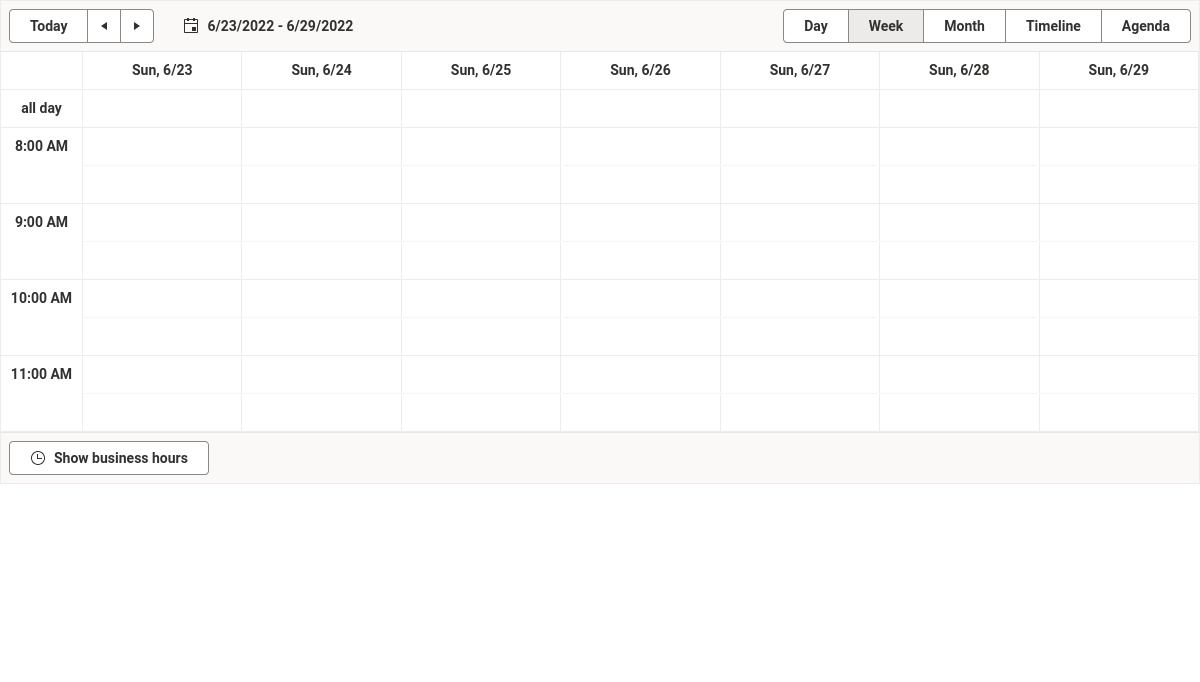 Today 6/23/2022 - 6/29/2022 Day Week Month Timeline Agenda
Sun, 6/23 Sun, 6/24 Sun, 6/25 Sun, 6/26 Sun, 6/27 Sun, 6/28 Sun, 6/29
all day
8:00 AM
9:00 AM
10:00 AM
11:00 AM
Show business hours